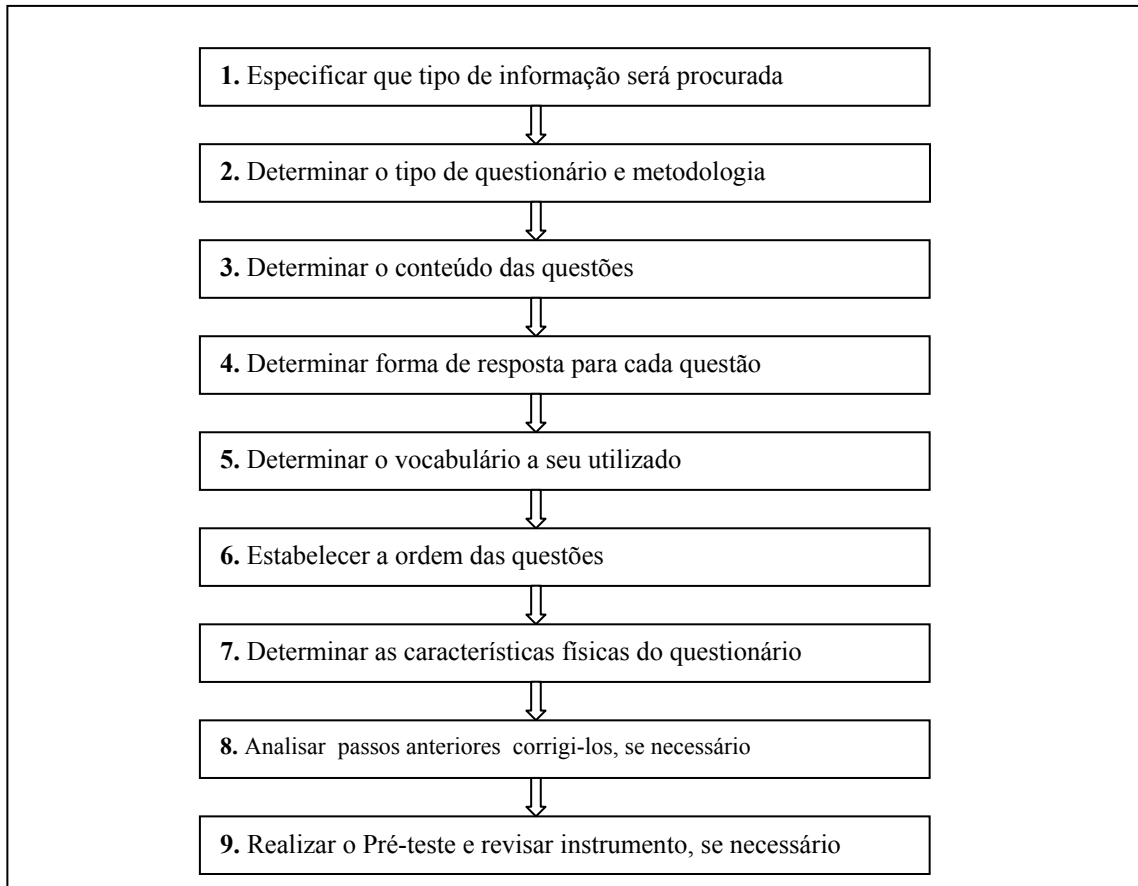 1. Especificar que tipo de informação será procurada
2. Determinar o tipo de questionário e metodologia
3. Determinar o conteúdo das questões
4. Determinar forma de resposta para cada questão
5. Determinar o vocabulário a seu utilizado
6. Estabelecer a ordem das questões
7. Determinar as características físicas do questionário
8. Analisar passos anteriores corrigi-los, se necessário
9. Realizar o Pré-teste e revisar instrumento, se necessário